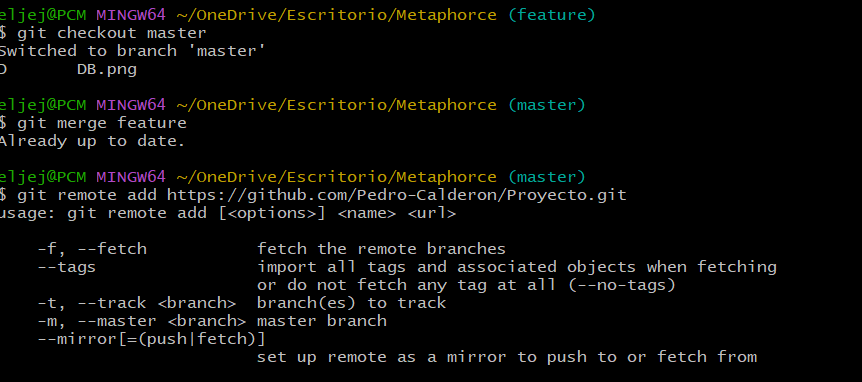 eljej@PCM MINGW64 ~/OneDrive/Escritorio/Metaphorce (feature)
$ git checkout master
Switched to branch 'master'
D       DB.png
eljej@PCM MINGW64 ~/OneDrive/Escritorio/Metaphorce (master)
$ git merge feature
Already up to date.
eljej@PCM MINGW64 ~/OneDrive/Escritorio/Metaphorce (master)
$ git remote add https://github.com/Pedro-Calderon/Proyecto.git
usage: git remote add [<options>] <name> <url>
-f, --fetch           fetch the remote branches
--tags                import all tags and associated objects when fetching
or do not fetch any tag at all (--no-tags)
-t, --track <branch>  branch(es) to track
-m, --master <branch> master branch
--mirror[=(push|fetch)]
set up remote as a mirror to push to or fetch from